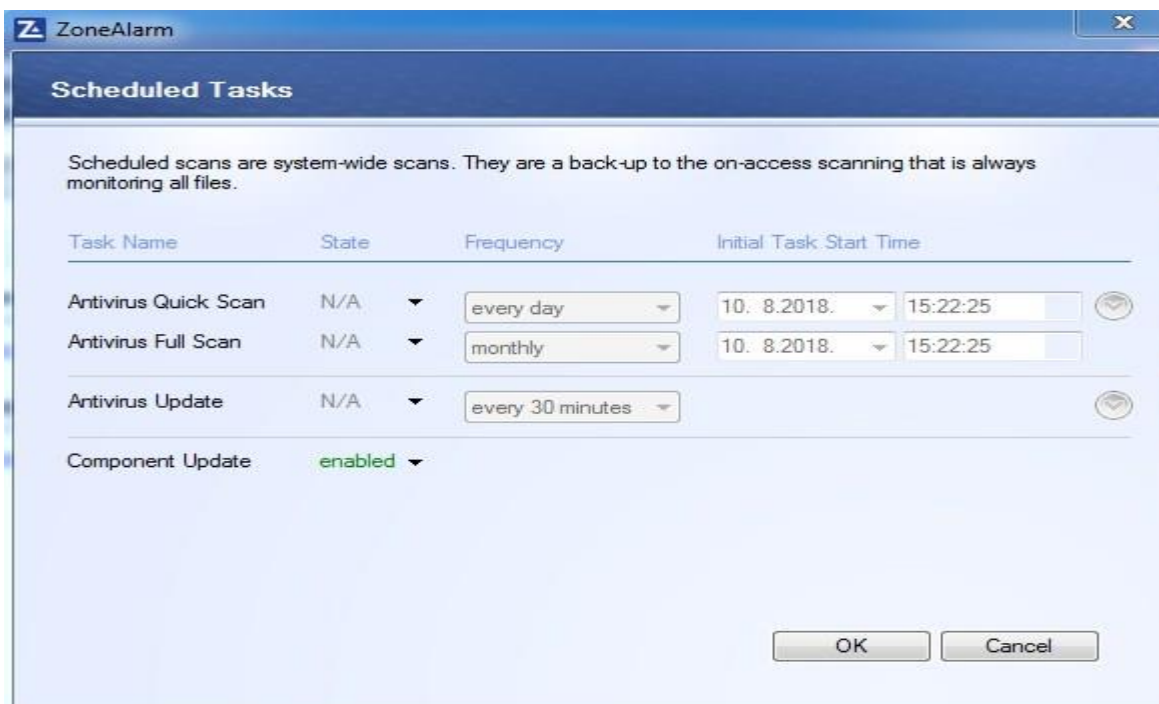 ZoneAlarm
Scheduled Tasks
Scheduled scans are system-wide scans. They are a back-up to the on-access scanning that is always
monitoring all files.
Task Name State Frequency Initial Task Start Time
Antivirus Quick Scan N/A every day 10. 8.2018. 15:22:25
Antivirus Full Scan N/A monthly 10. 8.2018. 15:22:25
Antivirus Update N/A every 30 minutes
Component Update enabled
OK Cancel